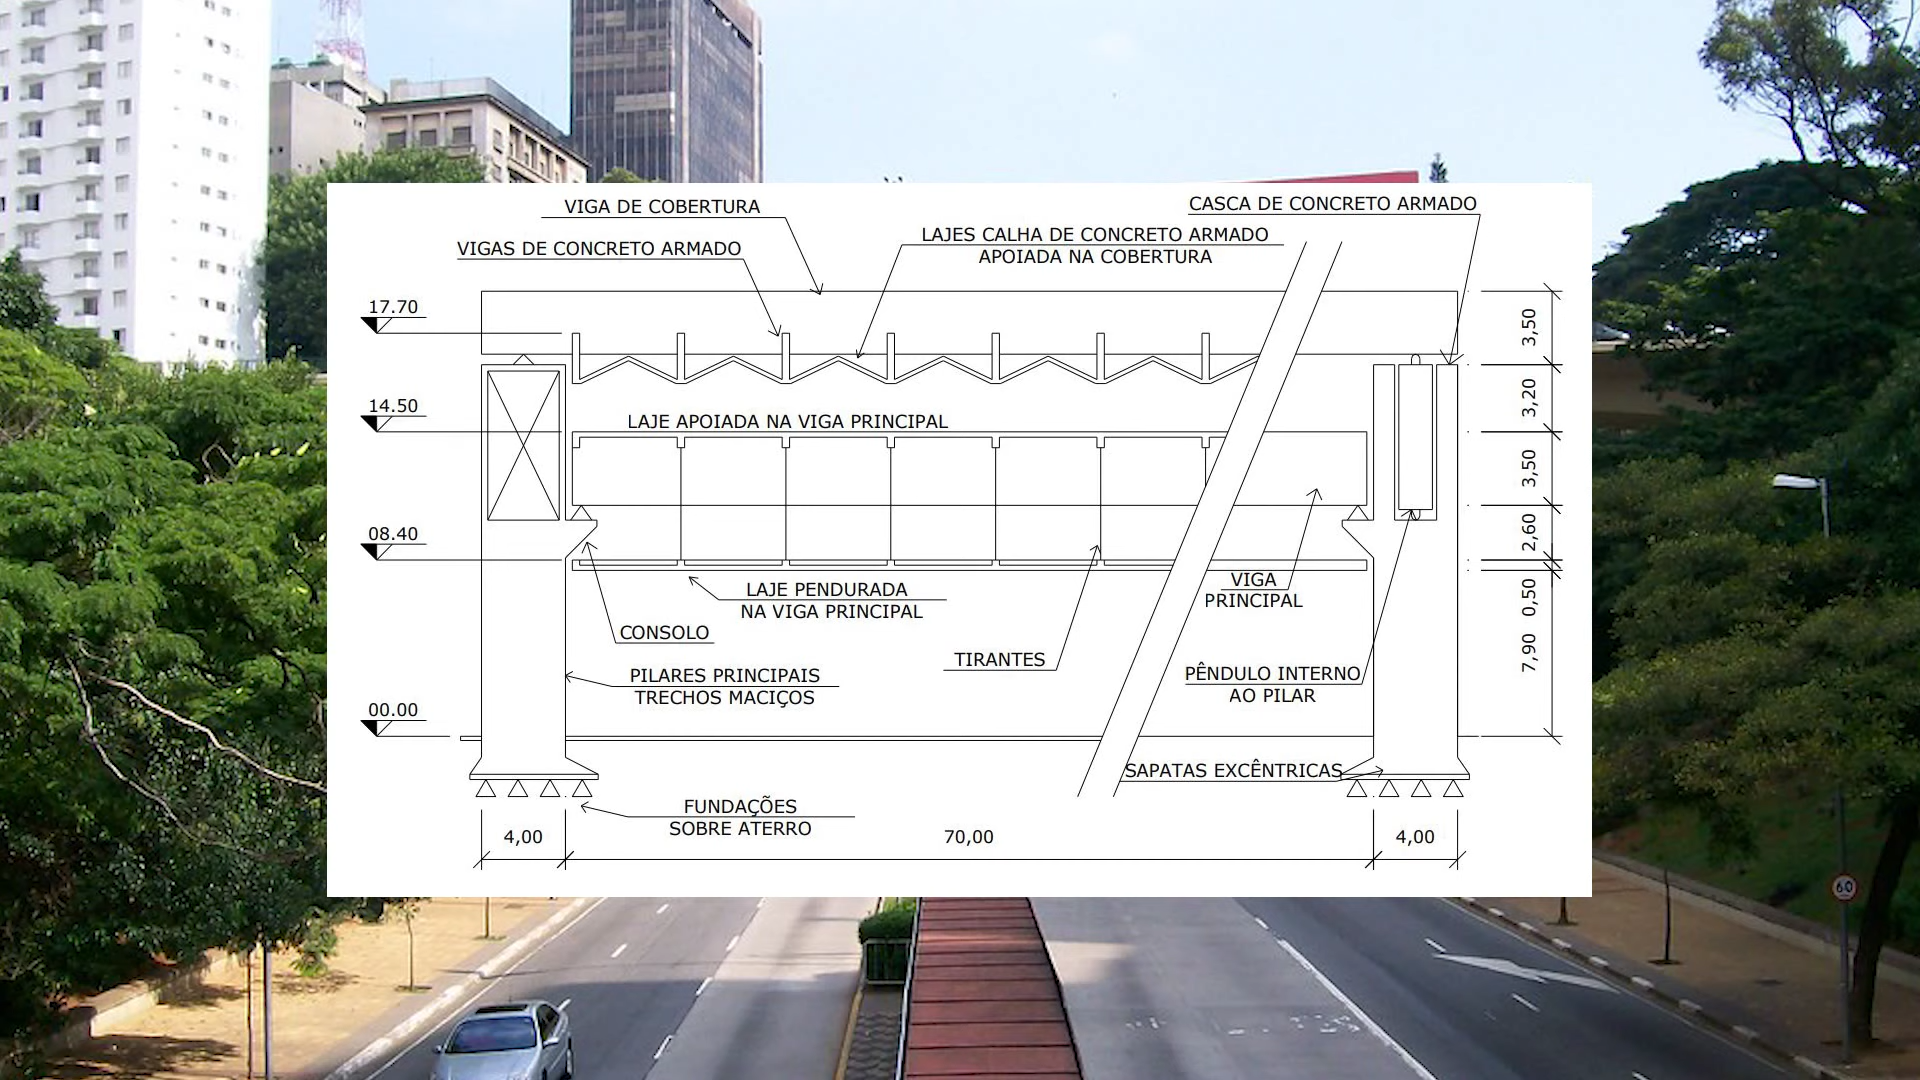 VIGA DE COBERTURA
CASCA DE CONCRETO ARMADO
VIGAS DE CONCRETO ARMADO
LAJES CALHA DE CONCRETO ARMADO
APOIADA NA COBERTURA
17.70
3,50
14.50
3,20
LAJE APOIADA NA VIGA PRINCIPAL
3,50
08.40
2,60
LAJE PENDURADA
NA VIGA PRINCIPAL
VIGA
PRINCIPAL
0,50
CONSOLO
TIRANTES
7,90
PILARES PRINCIPAIS
TRECHOS MACIÇOS
PÊNDULO INTERNO
AO PILAR
00.00
SAPATAS EXCÊNTRICAS
FUNDAÇÕES
SOBRE ATERRO
4,00
70,00
4,00
60